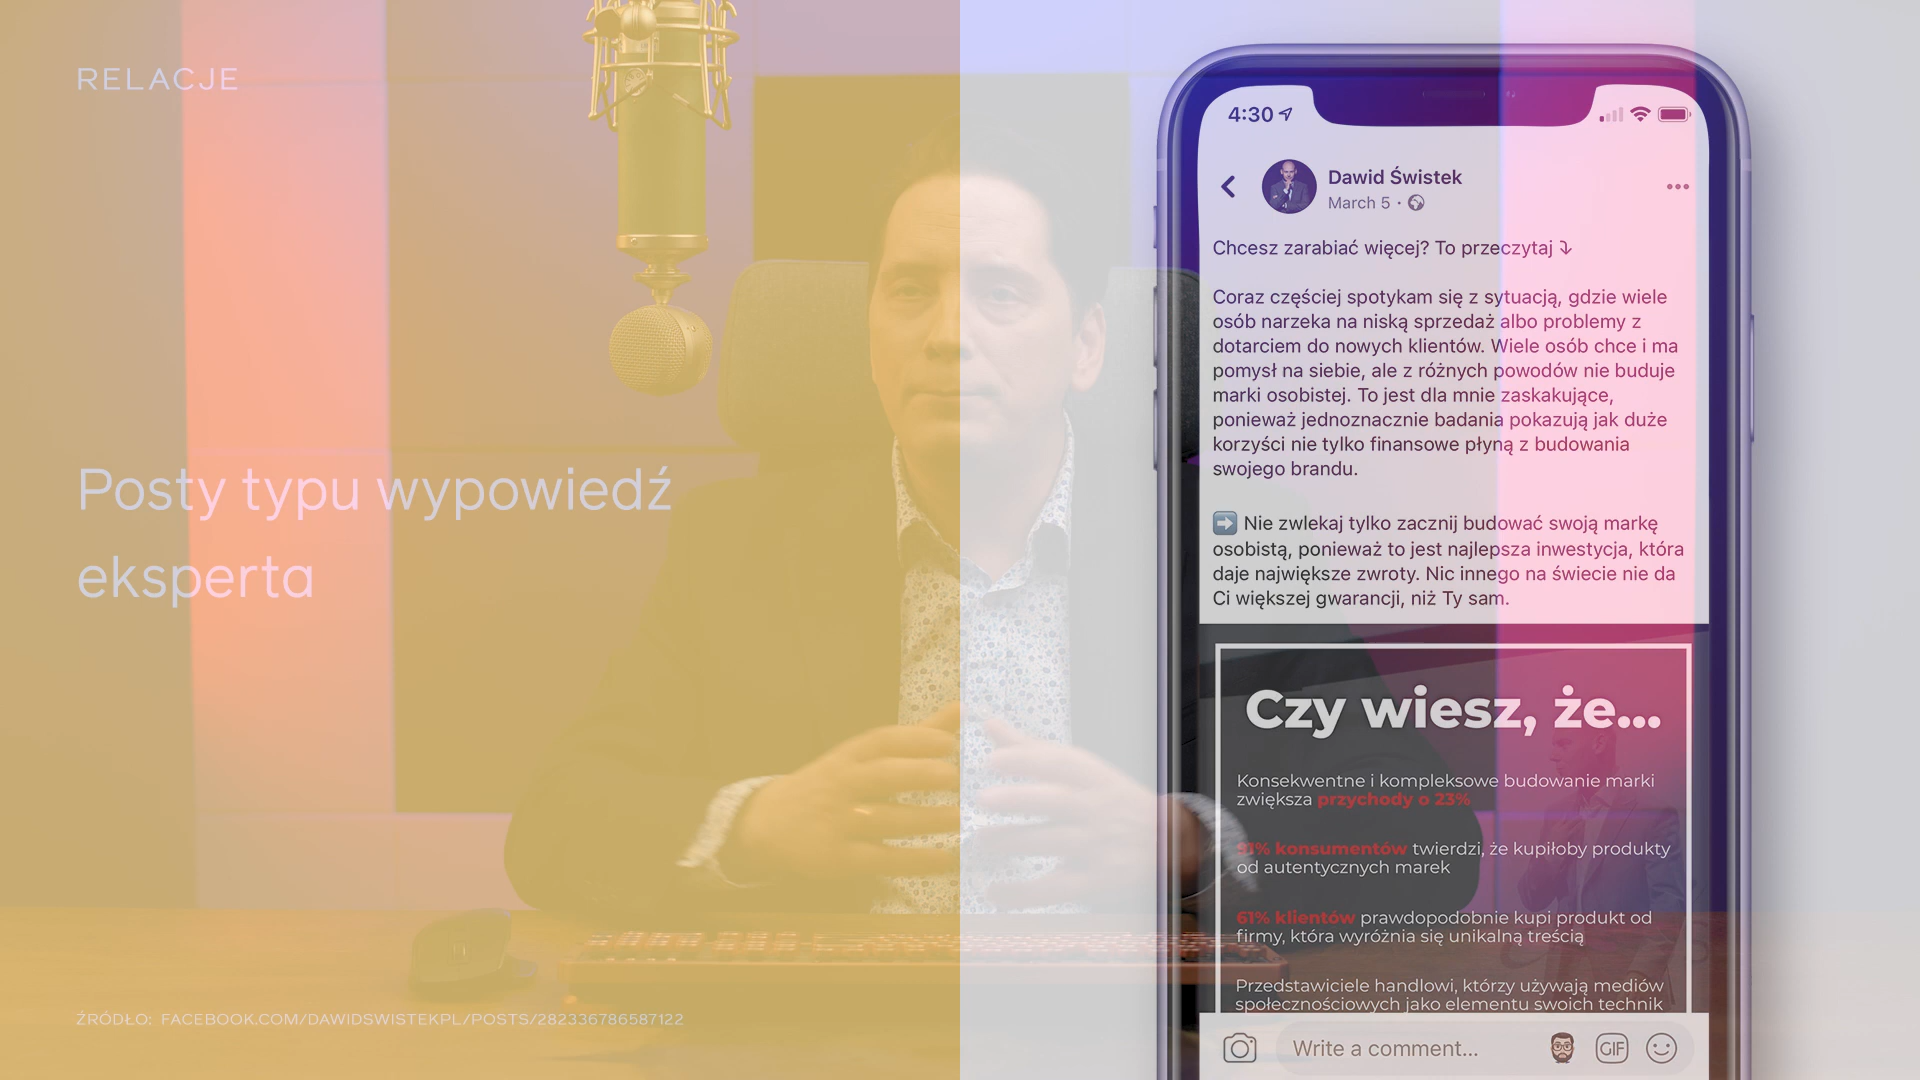 RELACJE
Posty typu wypowiedź
eksperta
ŹRÓDŁO: FACEBOOK.COM/DAWIDSWISTEKPL/POSTS/282336786587122
4:30
Dawid Świstek
March 5 ·
Chcesz zarabiać więcej? To przeczytaj ⤵
Coraz częściej spotykam się z sytuacją, gdzie wiele
osób narzeka na niską sprzedaż albo problemy z
dotarciem do nowych klientów. Wiele osób chce i ma
pomysł na siebie, ale z różnych powodów nie buduje
marki osobistej. To jest dla mnie zaskakujące,
ponieważ jednoznacznie badania pokazują jak duże
korzyści nie tylko finansowe płyną z budowania
swojego brandu.
➡ Nie zwlekaj tylko zacznij budować swoją markę
osobistą, ponieważ to jest najlepsza inwestycja, która
daje największe zwroty. Nic innego na świecie nie da
Ci większej gwarancji, niż Ty sam.
Czy wiesz, że...
Konsekwentne i kompleksowe budowanie marki
zwiększa przychody o 23%
konsumentów twierdzi, że kupiłoby produkty
od autentycznych marek
61% klientów prawdopodobnie kupi produkt od
firmy, która wyróżnia się unikalną treścią
Przedstawiciele handlowi, którzy używają mediów
społecznościowych jako elementu swoich technik
Write a comment...
GIF